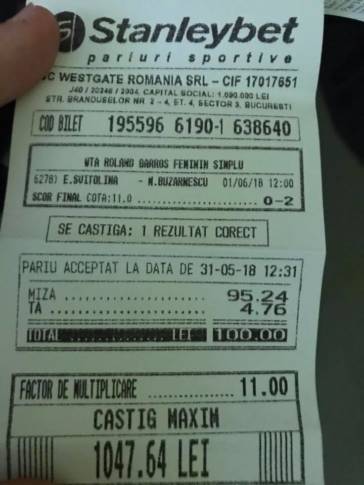 Stanleybet
pariuri sportive
SC WESTGATE ROMANIA SRL - CIF 17017651
J40 / 20246 / 2004, CAPITAL SOCIAL: 1.090.000 LEI
STR. BRANDUSELOR NR. 2 - 4, ET. 4, SECTOR 3, BUCURESTI
COD BILET 195596 6190-1 638640
WTA ROLAND GARROS FEMININ SIMPLU
6278) E.SVITOLINA - M.BUZARNESCU 01/06/18 12:00
SCOR FINAL COTA:11.0 .................. 0-2
SE CASTIGA: 1 REZULTAT CORECT
PARIU ACCEPTAT LA DATA DE 31-05-18 12:31
MIZA .................. 95.24
TA .................. 4.76
TOTAL .................. LEI 100.00
FACTOR DE MULTIPLICARE ............ 11.00
CASTIG MAXIM
1047.64 LEI